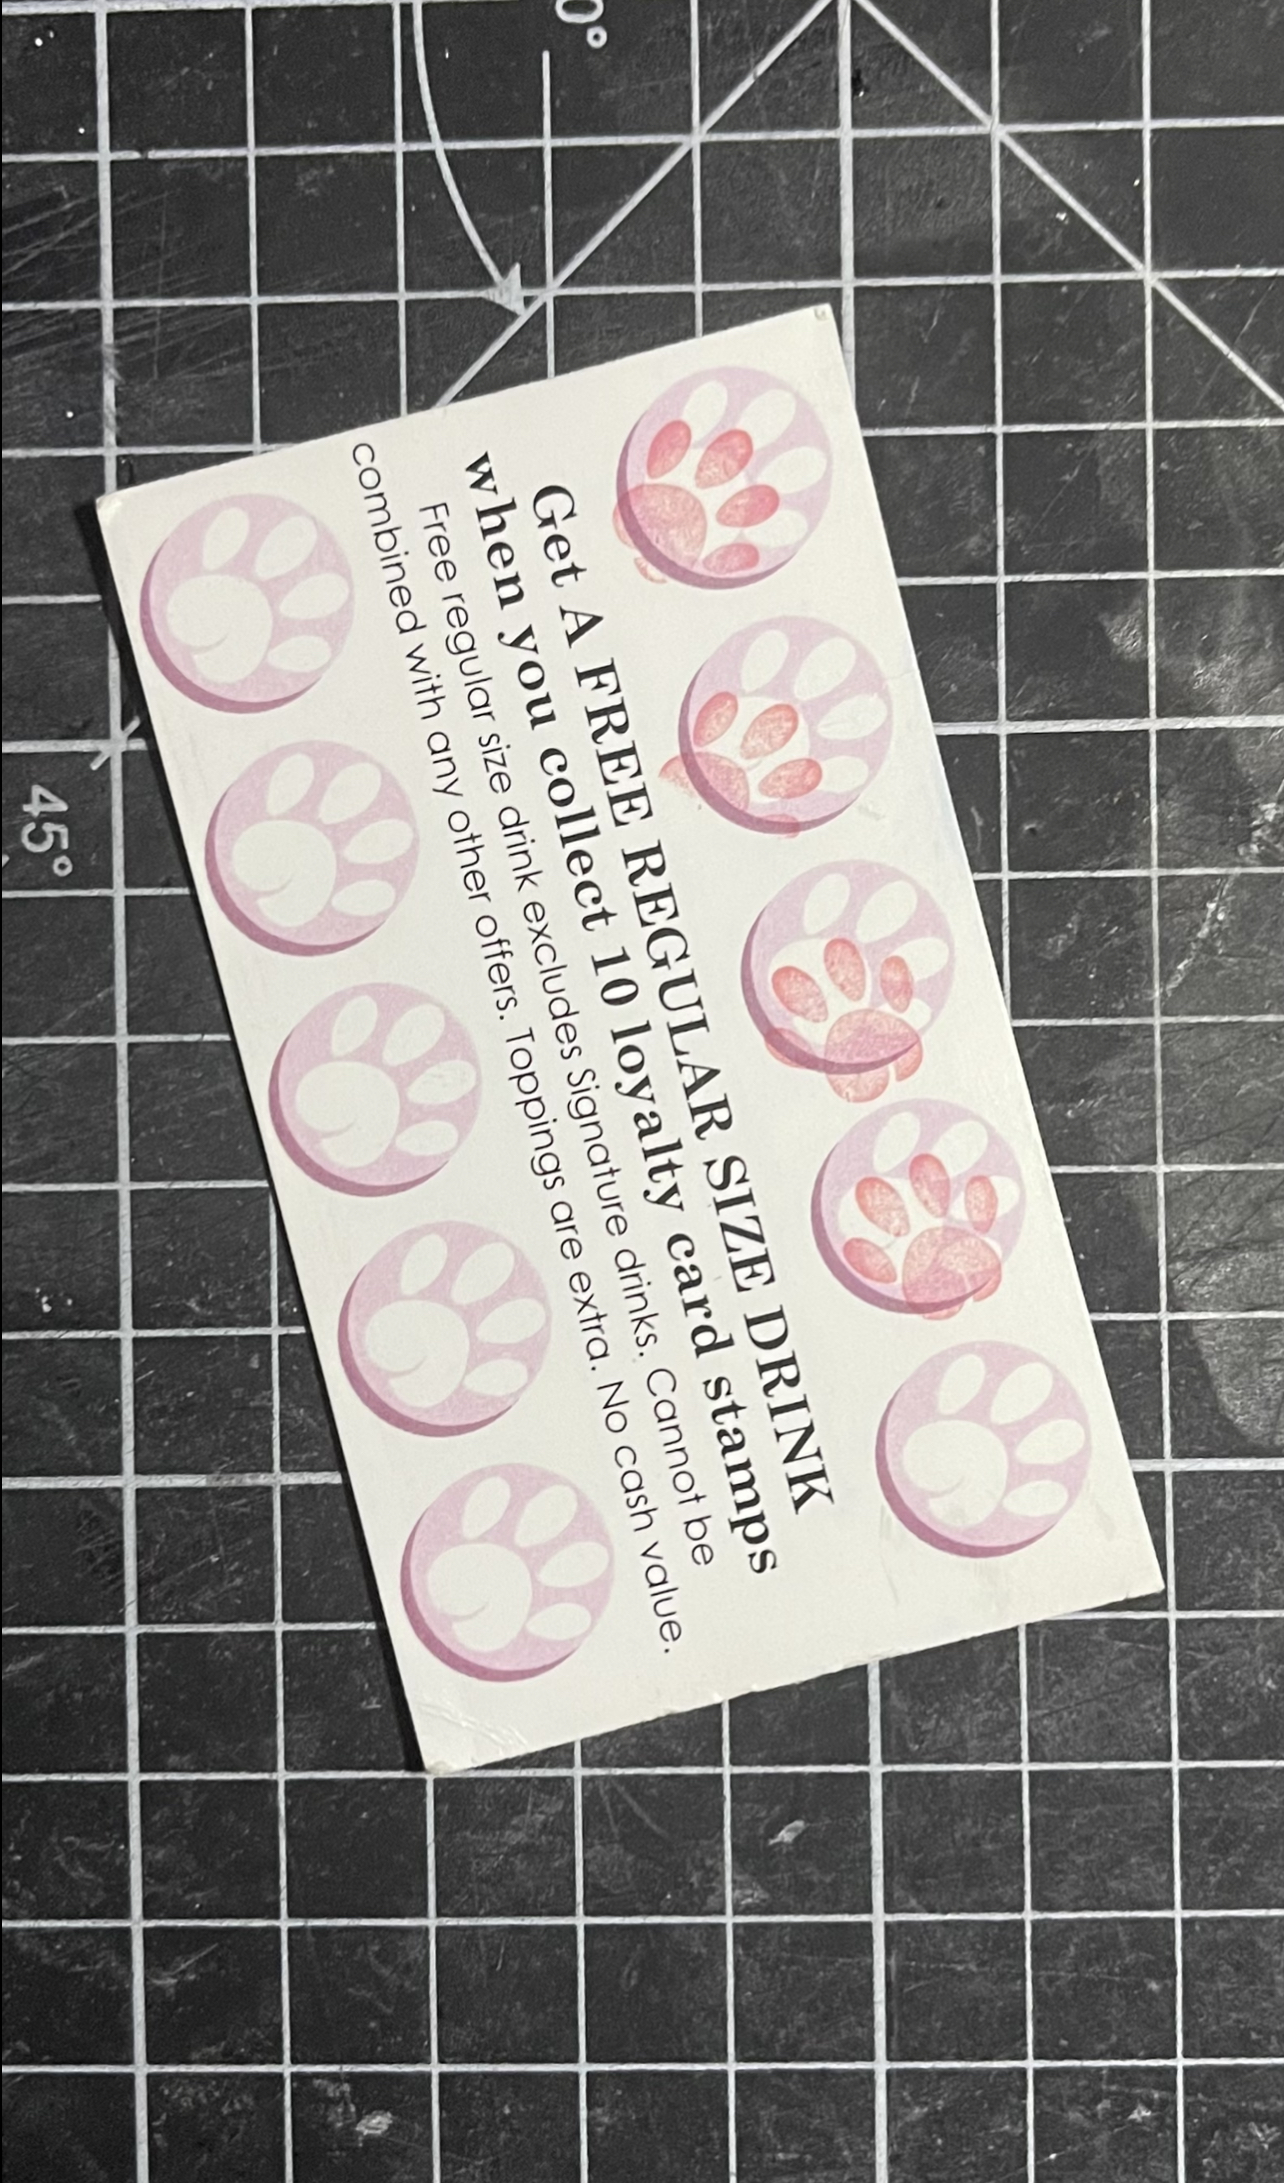 Get A FREE REGULAR SIZE DRINK
when you collect 10 loyalty card stamps
Free regular size drink excludes Signature drinks. Cannot be
combined with any other offers. Toppings are extra. No cash value.
0°
45°